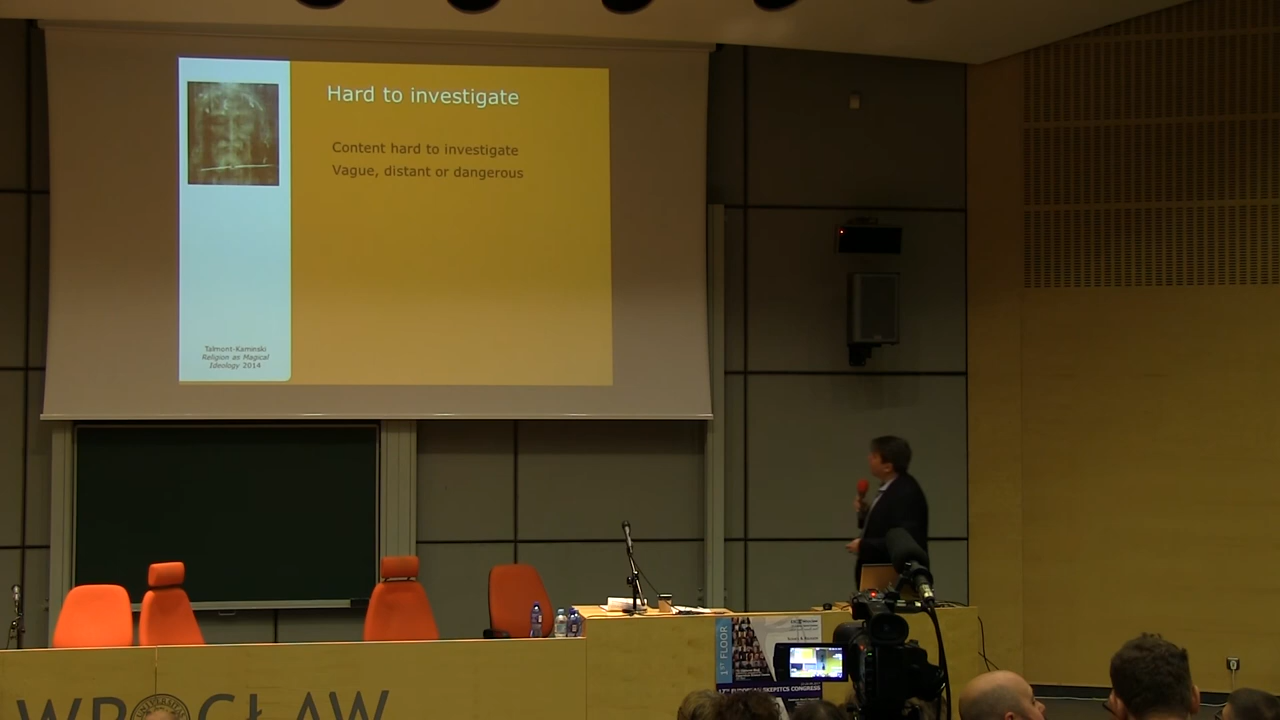 Hard to investigate
Content hard to investigate
Vague, distant or dangerous
Talmont-Kaminski
Religion as Magical
Ideology 2014
1ST FLOOR
SKEPTICS CONGRESS
WROCŁAW